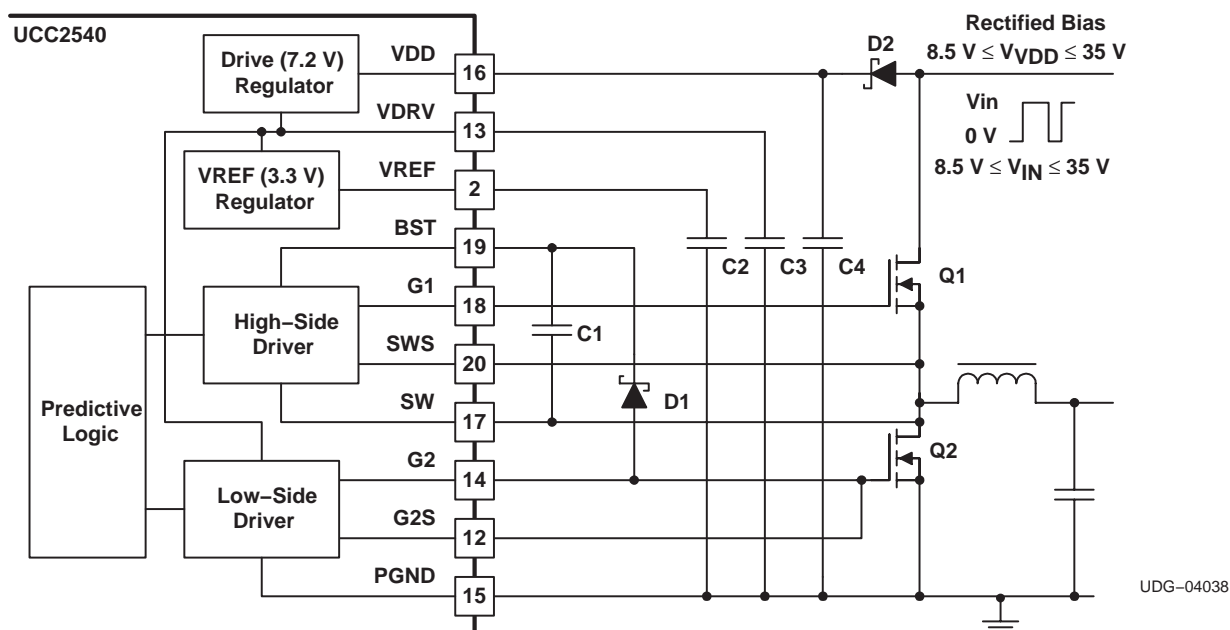 UCC2540
Drive (7.2 V)
Regulator
VDD
16
D2
Rectified Bias
8.5 V ≤ VVDD ≤ 35 V
VDRV
13
Vin
0 V
8.5 V ≤ VIN ≤ 35 V
VREF (3.3 V)
Regulator
VREF
2
BST
19
C2
C3
C4
G1
18
Q1
High−Side
Driver
C1
SWS
20
Predictive
Logic
SW
17
D1
G2
14
Q2
Low−Side
Driver
G2S
12
PGND
15
UDG−04038